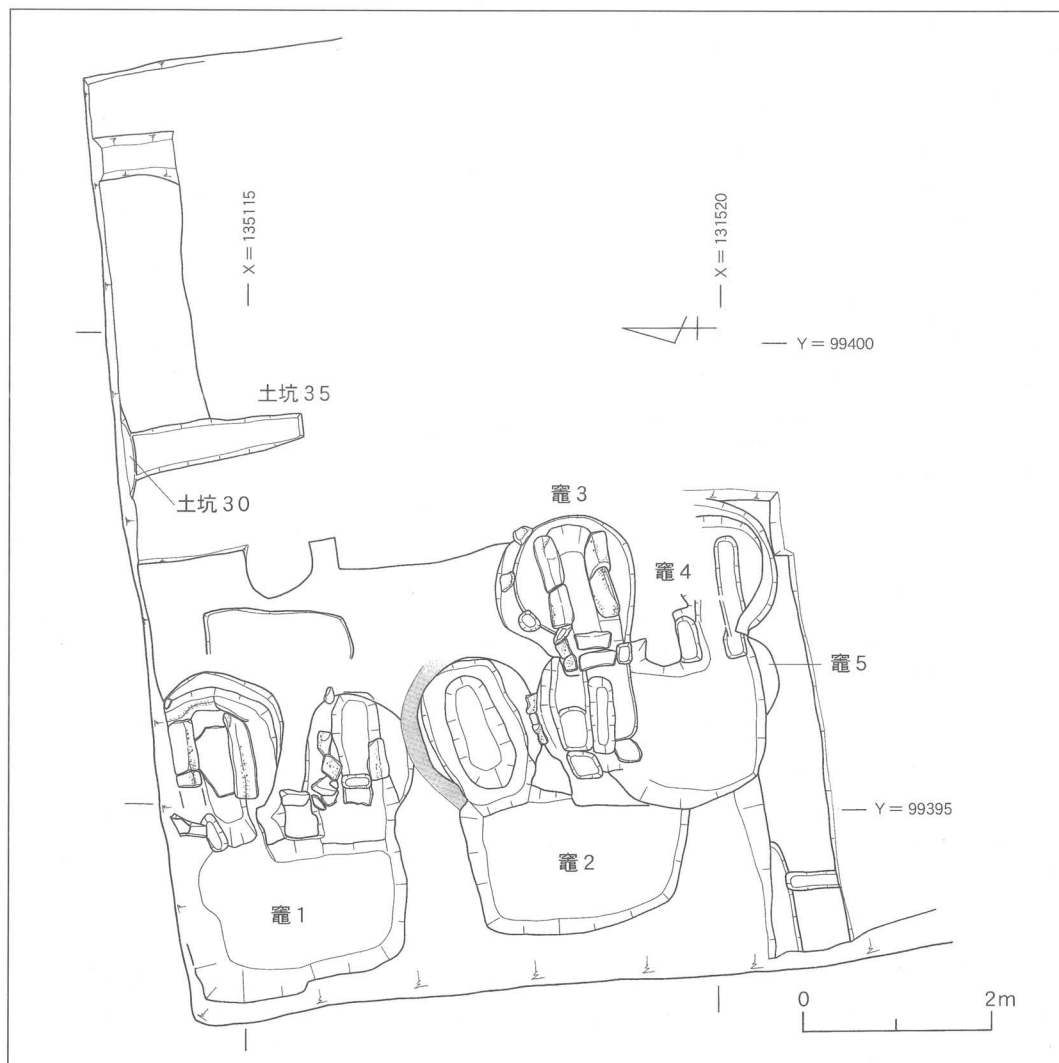 X = 135115
X = 131520
Y = 99400
土坑35
土坑30
竈3
竈4
竈5
Y = 99395
竈2
竈1
0
2m